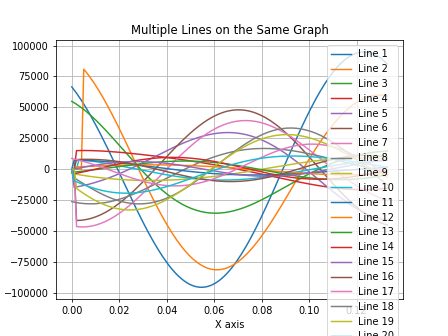 Multiple Lines on the Same Graph
100000
75000
50000
25000
0
−25000
−50000
−75000
−100000
0.00
0.02
0.04
0.06
0.08
0.10
X axis
Line 1
Line 2
Line 3
Line 4
Line 5
Line 6
Line 7
Line 8
Line 9
Line 10
Line 11
Line 12
Line 13
Line 14
Line 15
Line 16
Line 17
Line 18
Line 19
Line 20